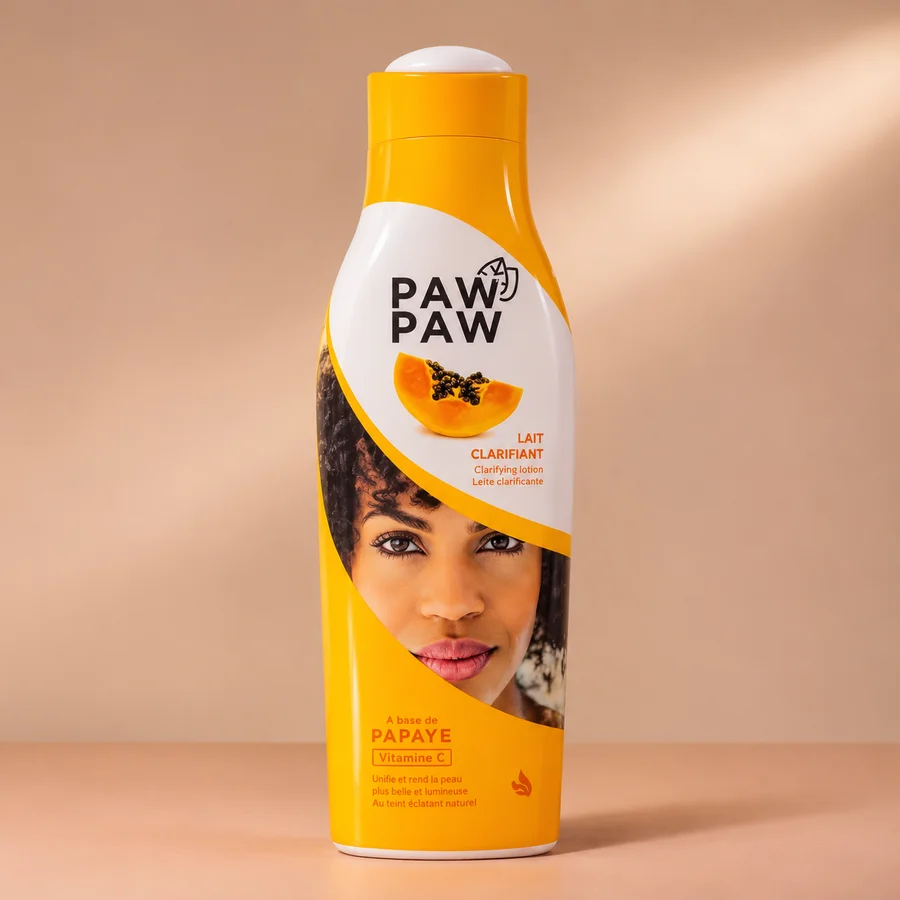 PAW
PAW
LAIT
CLARIFIANT
Clarifying lotion
Leite clarificante
A base de
PAPAYE
Vitamine C
Unifie et rend la peau
plus belle et lumineuse
Au teint éclatant naturel